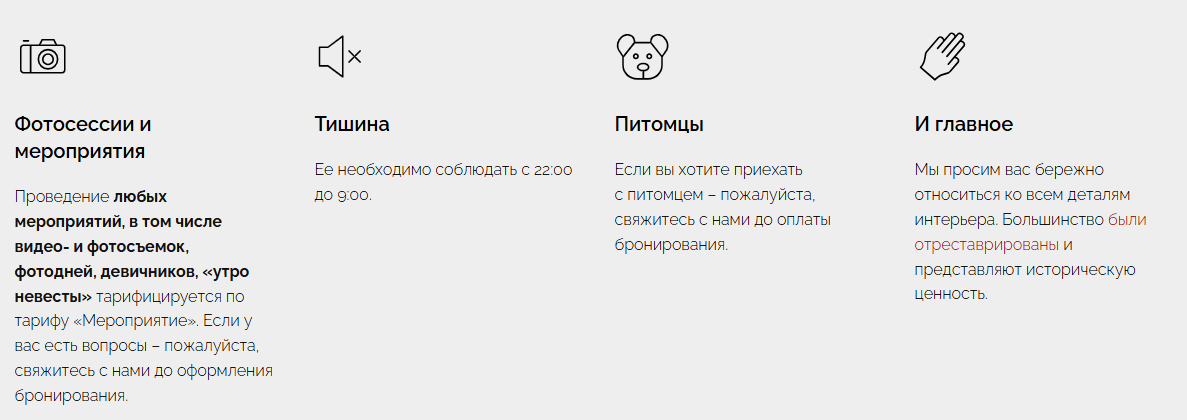 Фотосессии и
мероприятия
Проведение любых
мероприятий, в том числе
видео- и фотосъемок,
фотодней, девичников, «утро
невесты» тарифицируется по
тарифу «Мероприятие». Если у
вас есть вопросы – пожалуйста,
свяжитесь с нами до оформления
бронирования.
Тишина
Ее необходимо соблюдать с 22:00
до 9:00.
Питомцы
Если вы хотите приехать
с питомцем – пожалуйста,
свяжитесь с нами до оплаты
бронирования.
И главное
Мы просим вас бережно
относиться ко всем деталям
интерьера. Большинство были
отреставрированы и
представляют историческую
ценность.